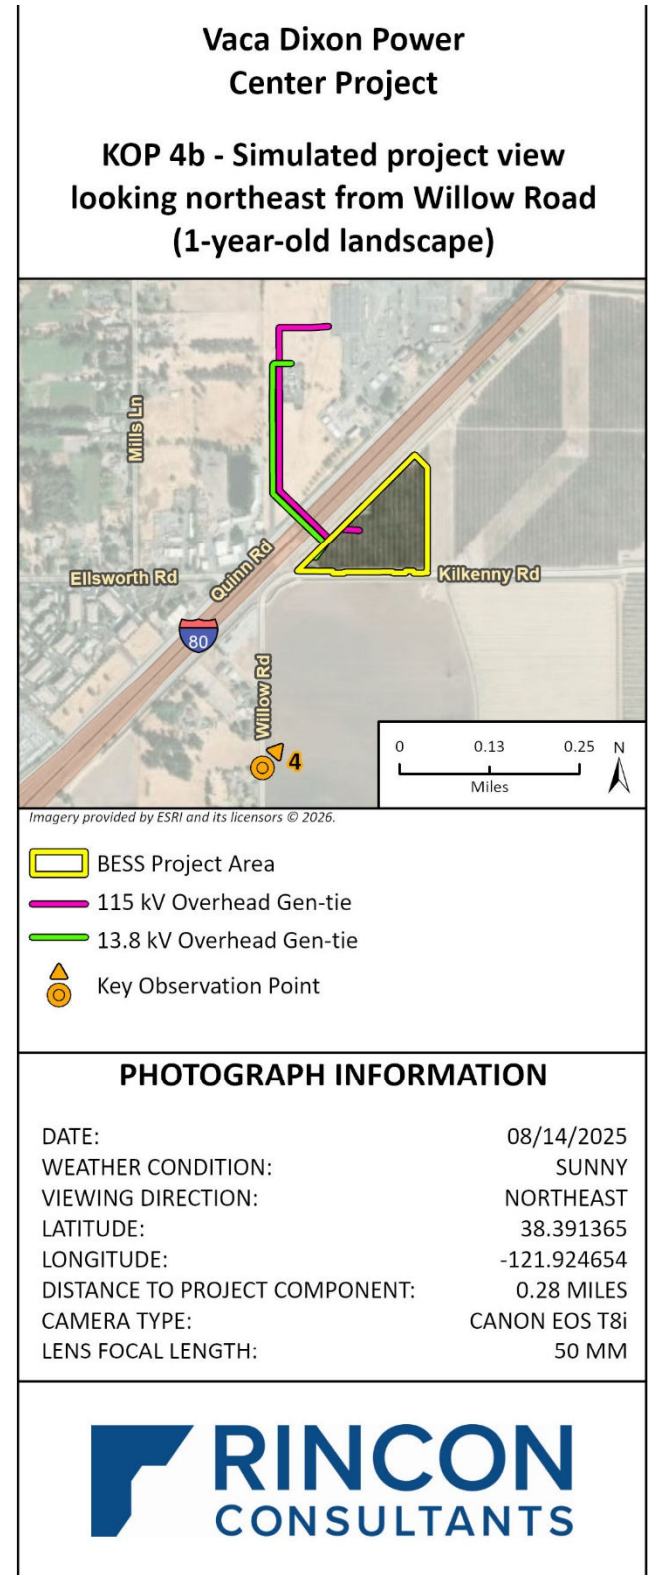 Vaca Dixon Power
Center Project
KOP 4b - Simulated project view
looking northeast from Willow Road
(1-year-old landscape)
Mills Ln
Ellsworth Rd
Quinn Rd
Kilkenny Rd
80
Willow Rd
4
0 0.13 0.25 N
Miles
Imagery provided by ESRI and its licensors © 2026.
BESS Project Area
115 kV Overhead Gen-tie
13.8 kV Overhead Gen-tie
Key Observation Point
PHOTOGRAPH INFORMATION
DATE: 08/14/2025
WEATHER CONDITION: SUNNY
VIEWING DIRECTION: NORTHEAST
LATITUDE: 38.391365
LONGITUDE: -121.924654
DISTANCE TO PROJECT COMPONENT: 0.28 MILES
CAMERA TYPE: CANON EOS T8i
LENS FOCAL LENGTH: 50 MM
RINCON
CONSULTANTS